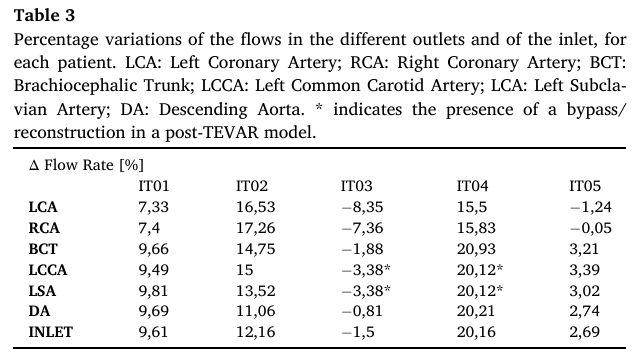 Table 3
Percentage variations of the flows in the different outlets and of the inlet, for
each patient. LCA: Left Coronary Artery; RCA: Right Coronary Artery; BCT:
Brachiocephalic Trunk; LCCA: Left Common Carotid Artery; LCA: Left Subcla-
vian Artery; DA: Descending Aorta. * indicates the presence of a bypass/
reconstruction in a post-TEVAR model.
Δ Flow Rate [%]
IT01 IT02 IT03 IT04 IT05
LCA 7,33 16,53 −8,35 15,5 −1,24
RCA 7,4 17,26 −7,36 15,83 −0,05
BCT 9,66 14,75 −1,88 20,93 3,21
LCCA 9,49 15 −3,38* 20,12* 3,39
LSA 9,81 13,52 −3,38* 20,12* 3,02
DA 9,69 11,06 −0,81 20,21 2,74
INLET 9,61 12,16 −1,5 20,16 2,69